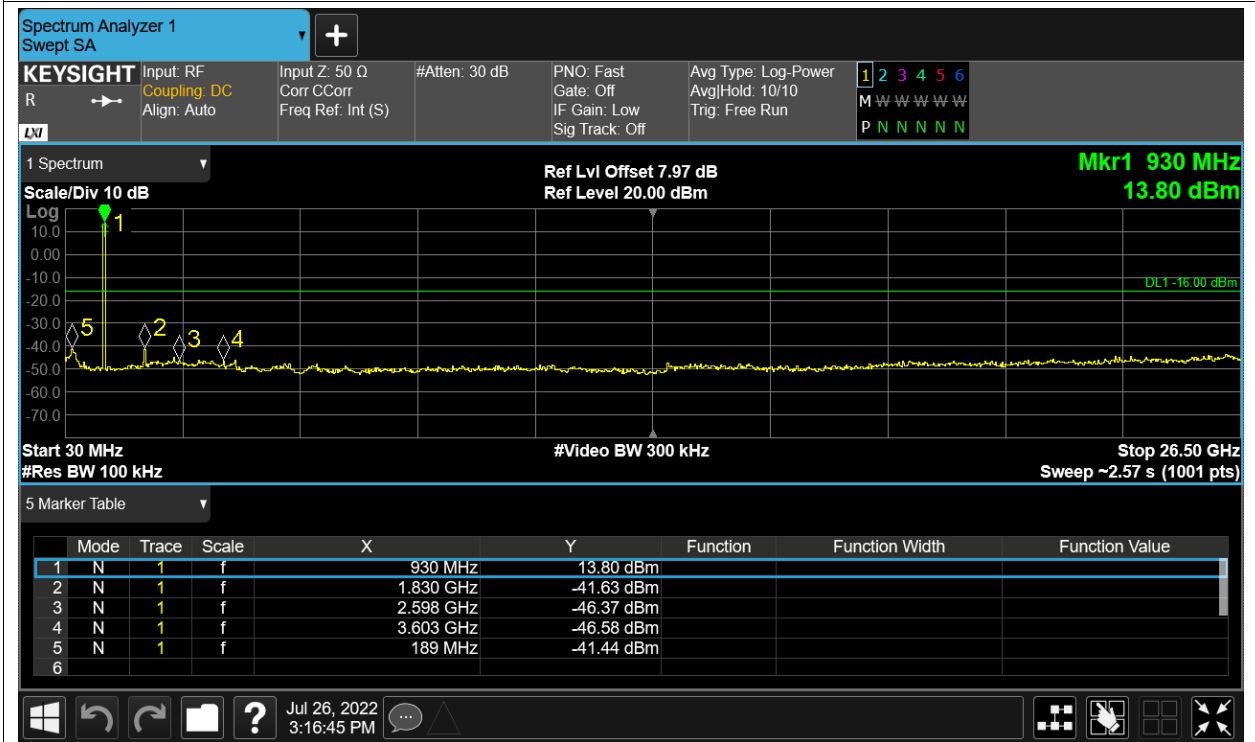 Spectrum Analyzer 1
Swept SA
+
KEYSIGHT Input: RF Input Z: 50 Ω #Atten: 30 dB PNO: Fast Avg Type: Log-Power 1 2 3 4 5 6
R Coupling: DC Corr CCorr Gate: Off Avg|Hold: 10/10 M W W W W W
Align: Auto Freq Ref: Int (S) IF Gain: Low Trig: Free Run
LXI Sig Track: Off P N N N N N
1 Spectrum Ref Lvl Offset 7.97 dB Mkr1 930 MHz
Scale/Div 10 dB Ref Level 20.00 dBm 13.80 dBm
Log
1
10.0
0.00
-10.0
DL1 -16.00 dBm
-20.0
-30.0
5 2 3 4
-40.0
-50.0
-60.0
-70.0
Start 30 MHz #Video BW 300 kHz Stop 26.50 GHz
#Res BW 100 kHz Sweep ~2.57 s (1001 pts)
5 Marker Table
Mode Trace Scale X Y Function Function Width Function Value
1 N 1 f 930 MHz 13.80 dBm
2 N 1 f 1.830 GHz -41.63 dBm
3 N 1 f 2.598 GHz -46.37 dBm
4 N 1 f 3.603 GHz -46.58 dBm
5 N 1 f 189 MHz -41.44 dBm
6
? Jul 26, 2022
3:16:45 PM